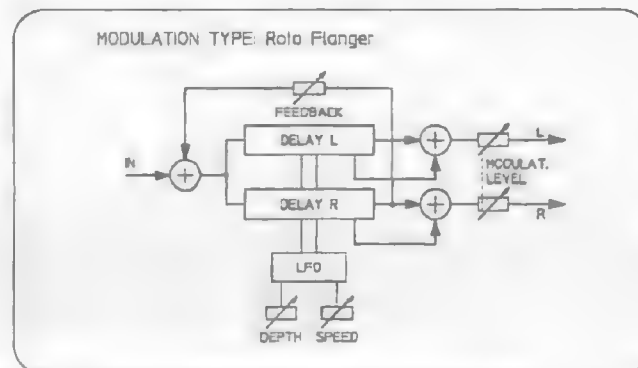 MODULATION TYPE: Roto Flanger
FEEDBACK
IN
DELAY L
DELAY R
L
MODULAT.
LEVEL
R
LFO
DEPTH
SPEED